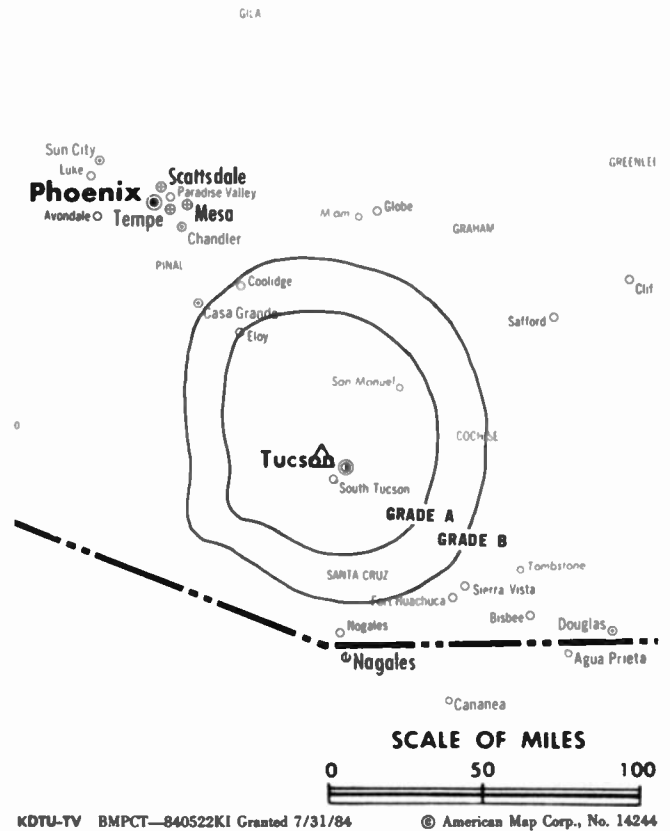 GILA
Sun City
Luke
Phoenix
Scattsdale
Paradise Valley
Avondale
Tempe
Mesa
Chandler
GREENLEE
Globe
GRAHAM
PINAL
Coolidge
Casa Grande
Eloy
Clif
Safford
San Manuel
COCHISE
Tucson
South Tucson
GRADE A
GRADE B
SANTA CRUZ
Tombstone
Sierra Vista
Fort Huachuca
Bisbee
Douglas
Nogales
Nagales
Agua Prieta
Cananea
SCALE OF MILES
0 50 100
KDTU-TV BMPCT—840522KI Granted 7/31/84 © American Map Corp., No. 14244